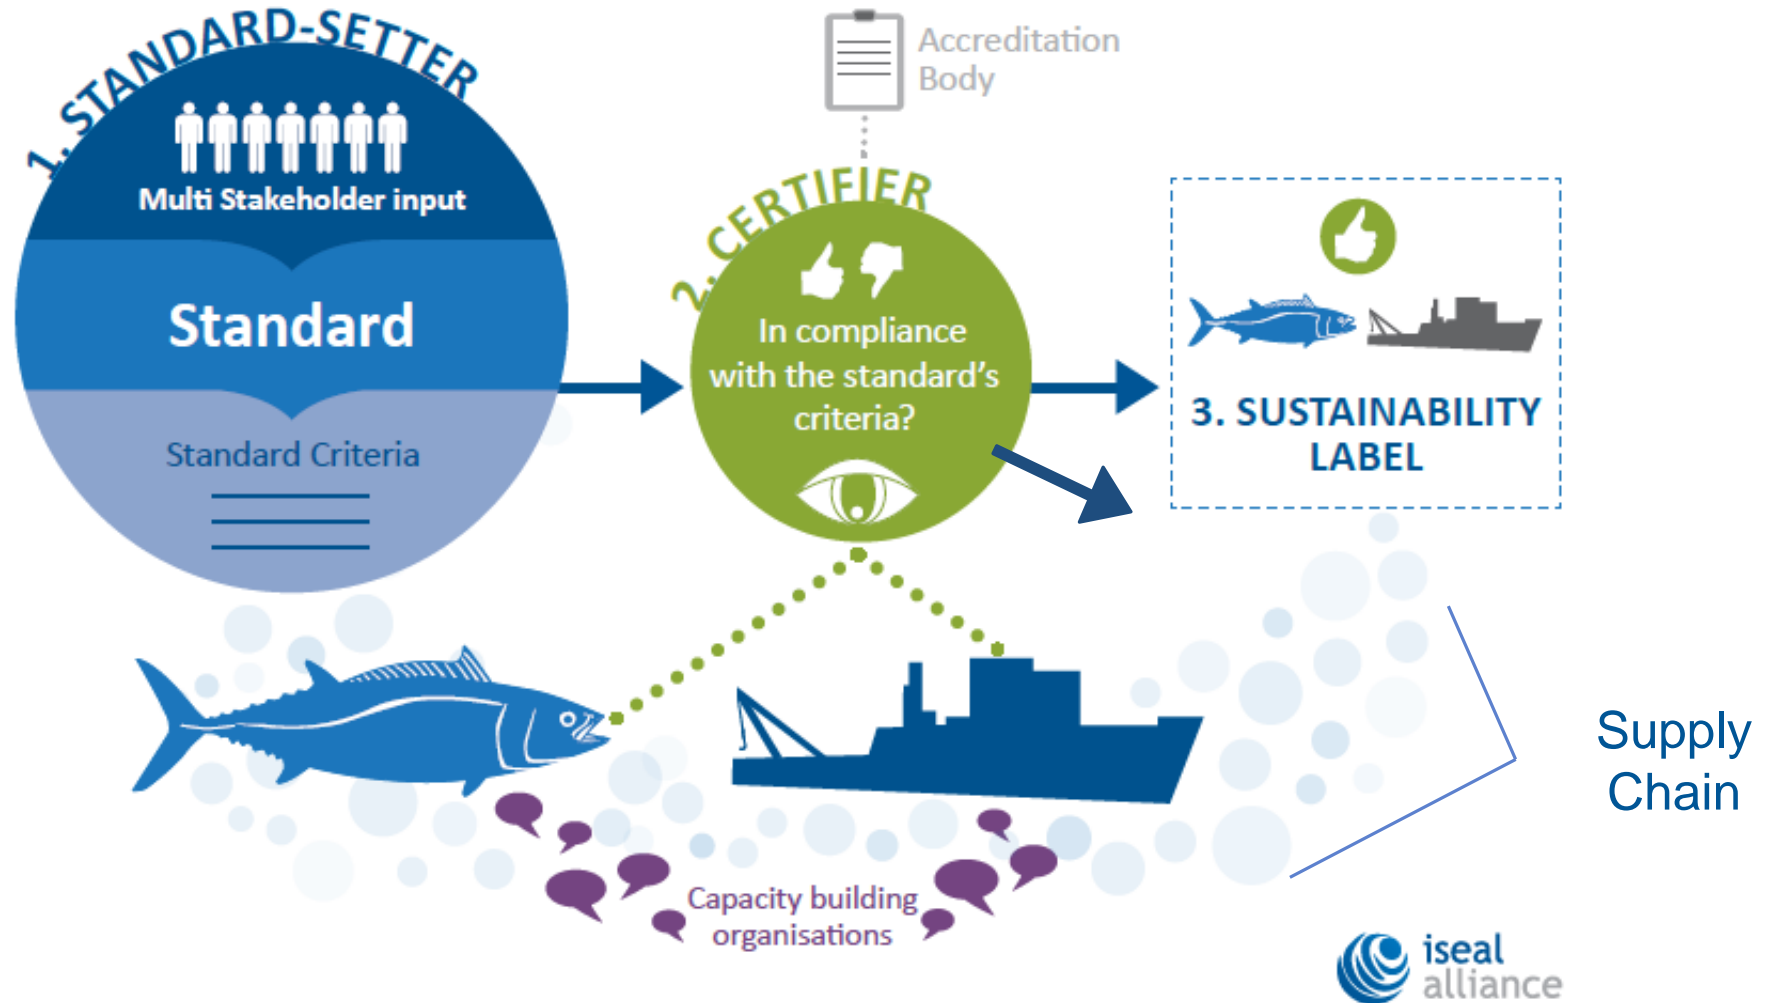 1. STANDARD-SETTER
Multi Stakeholder input
Standard
Standard Criteria
Accreditation
Body
2. CERTIFIER
In compliance
with the standard’s
criteria?
3. SUSTAINABILITY
LABEL
Supply
Chain
Capacity building
organisations
iseal
alliance